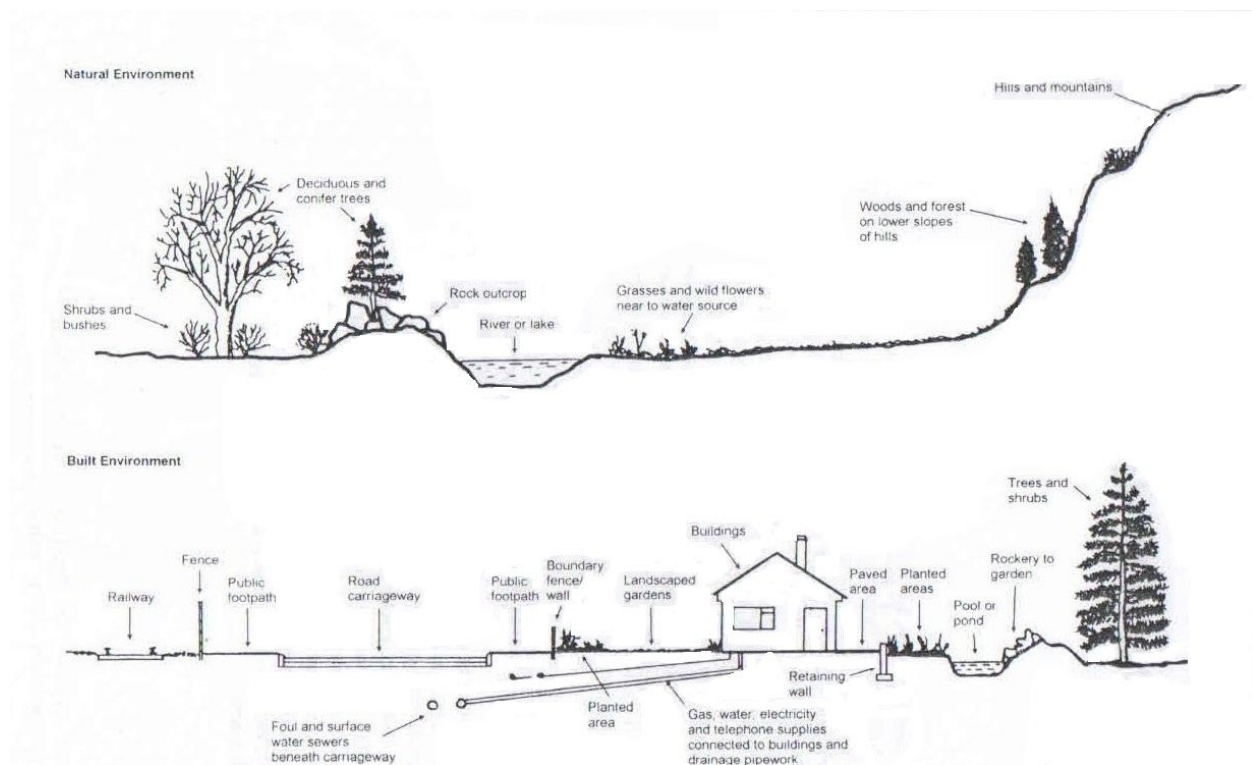 Natural Environment
Hills and mountains
Deciduous and
conifer trees
Woods and forest
on lower slopes
of hills
Shrubs and
bushes
Rock outcrop
River or lake
Grasses and wild flowers
near to water source
Built Environment
Trees and
shrubs
Fence
Railway
Public
footpath
Road
carriageway
Public
footpath
Boundary
fence/
wall
Landscaped
gardens
Buildings
Paved
area
Planted
areas
Pool or
pond
Rockery to
garden
Foul and surface
water sewers
beneath carriageway
Planted
area
Gas, water, electricity
and telephone supplies
connected to buildings and
drainage pipework
Retaining
wall